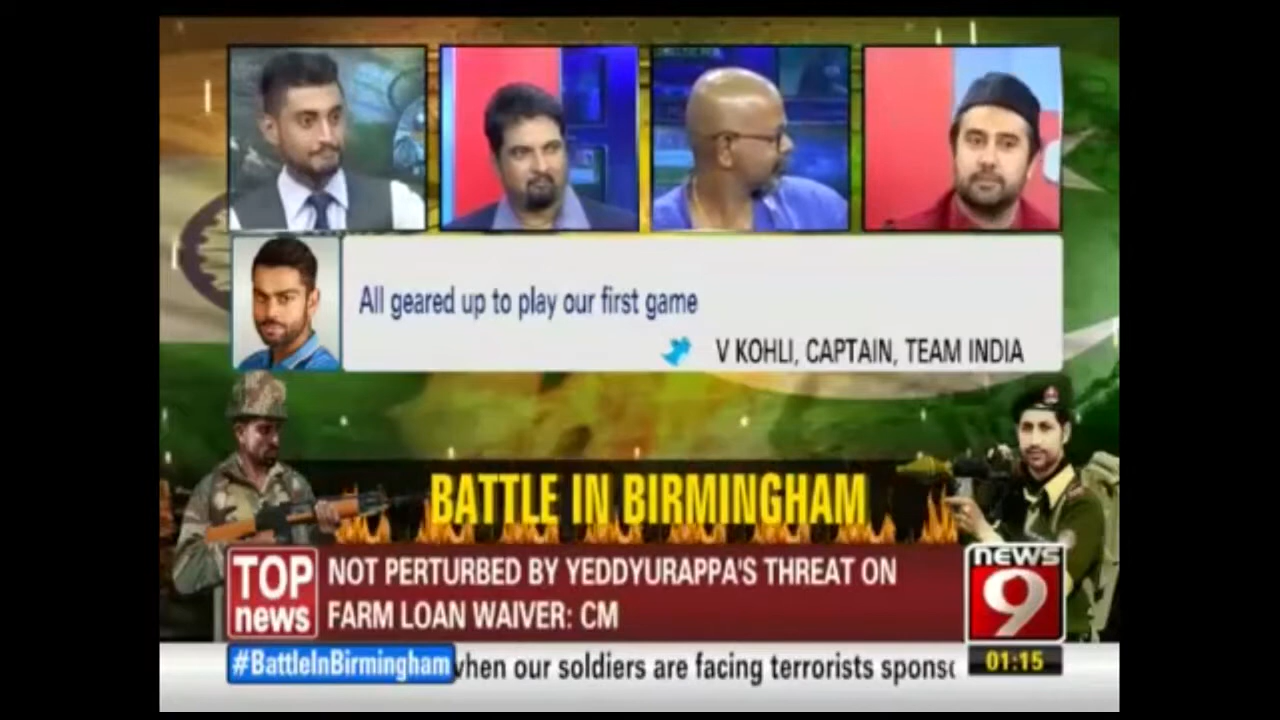 All geared up to play our first game
V KOHLI, CAPTAIN, TEAM INDIA
BATTLE IN BIRMINGHAM
TOP news
NOT PERTURBED BY YEDDYURAPPA'S THREAT ON
FARM LOAN WAIVER: CM
NEWS 9
#BattleInBirmingham
when our soldiers are facing terrorists spons
01:15